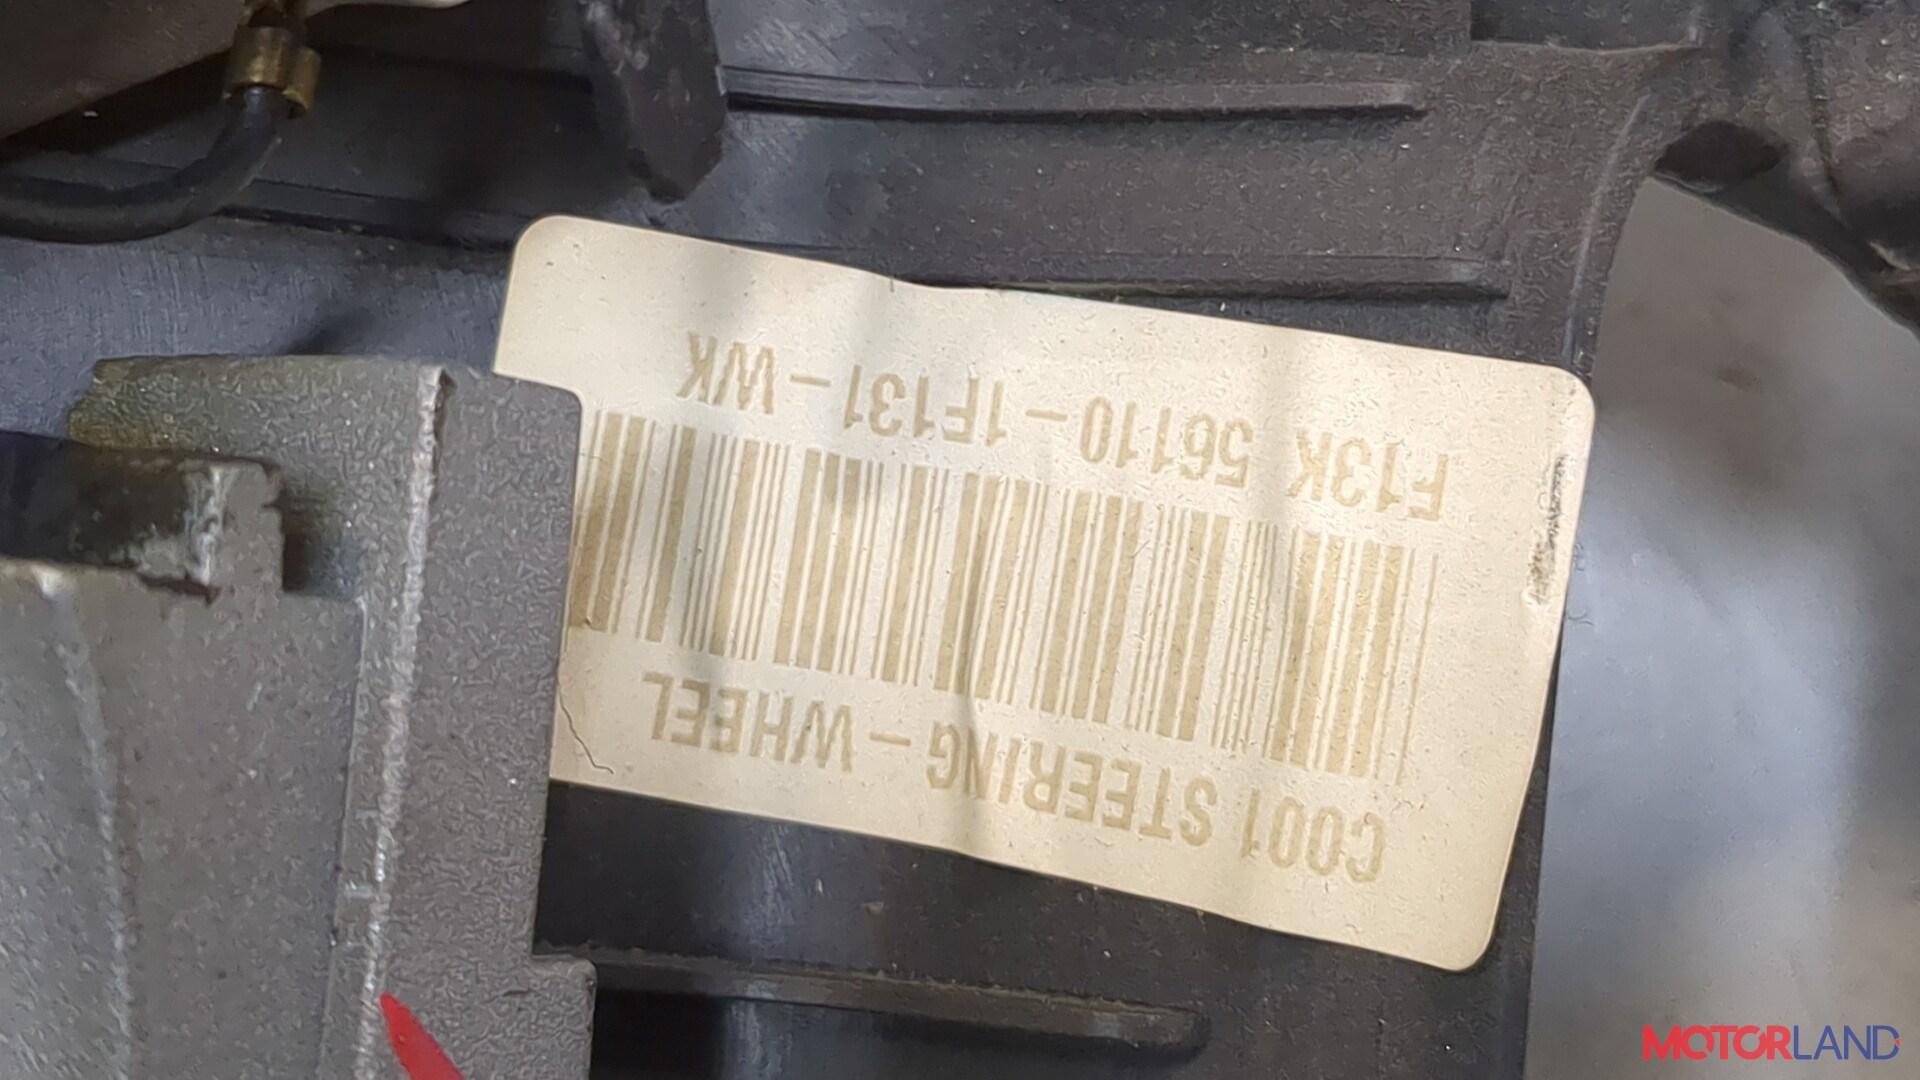 C001 STEERING-WHEEL
F13K 56110-1F131-WK
MOTORLAND